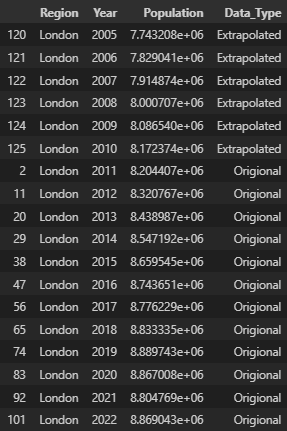 Region Year Population Data_Type
120 London 2005 7.743208e+06 Extrapolated
121 London 2006 7.829041e+06 Extrapolated
122 London 2007 7.914874e+06 Extrapolated
123 London 2008 8.000707e+06 Extrapolated
124 London 2009 8.086540e+06 Extrapolated
125 London 2010 8.172374e+06 Extrapolated
2 London 2011 8.204407e+06 Origional
11 London 2012 8.320767e+06 Origional
20 London 2013 8.438987e+06 Origional
29 London 2014 8.547192e+06 Origional
38 London 2015 8.659545e+06 Origional
47 London 2016 8.743651e+06 Origional
56 London 2017 8.776229e+06 Origional
65 London 2018 8.833335e+06 Origional
74 London 2019 8.889743e+06 Origional
83 London 2020 8.867008e+06 Origional
92 London 2021 8.804769e+06 Origional
101 London 2022 8.869043e+06 Origional